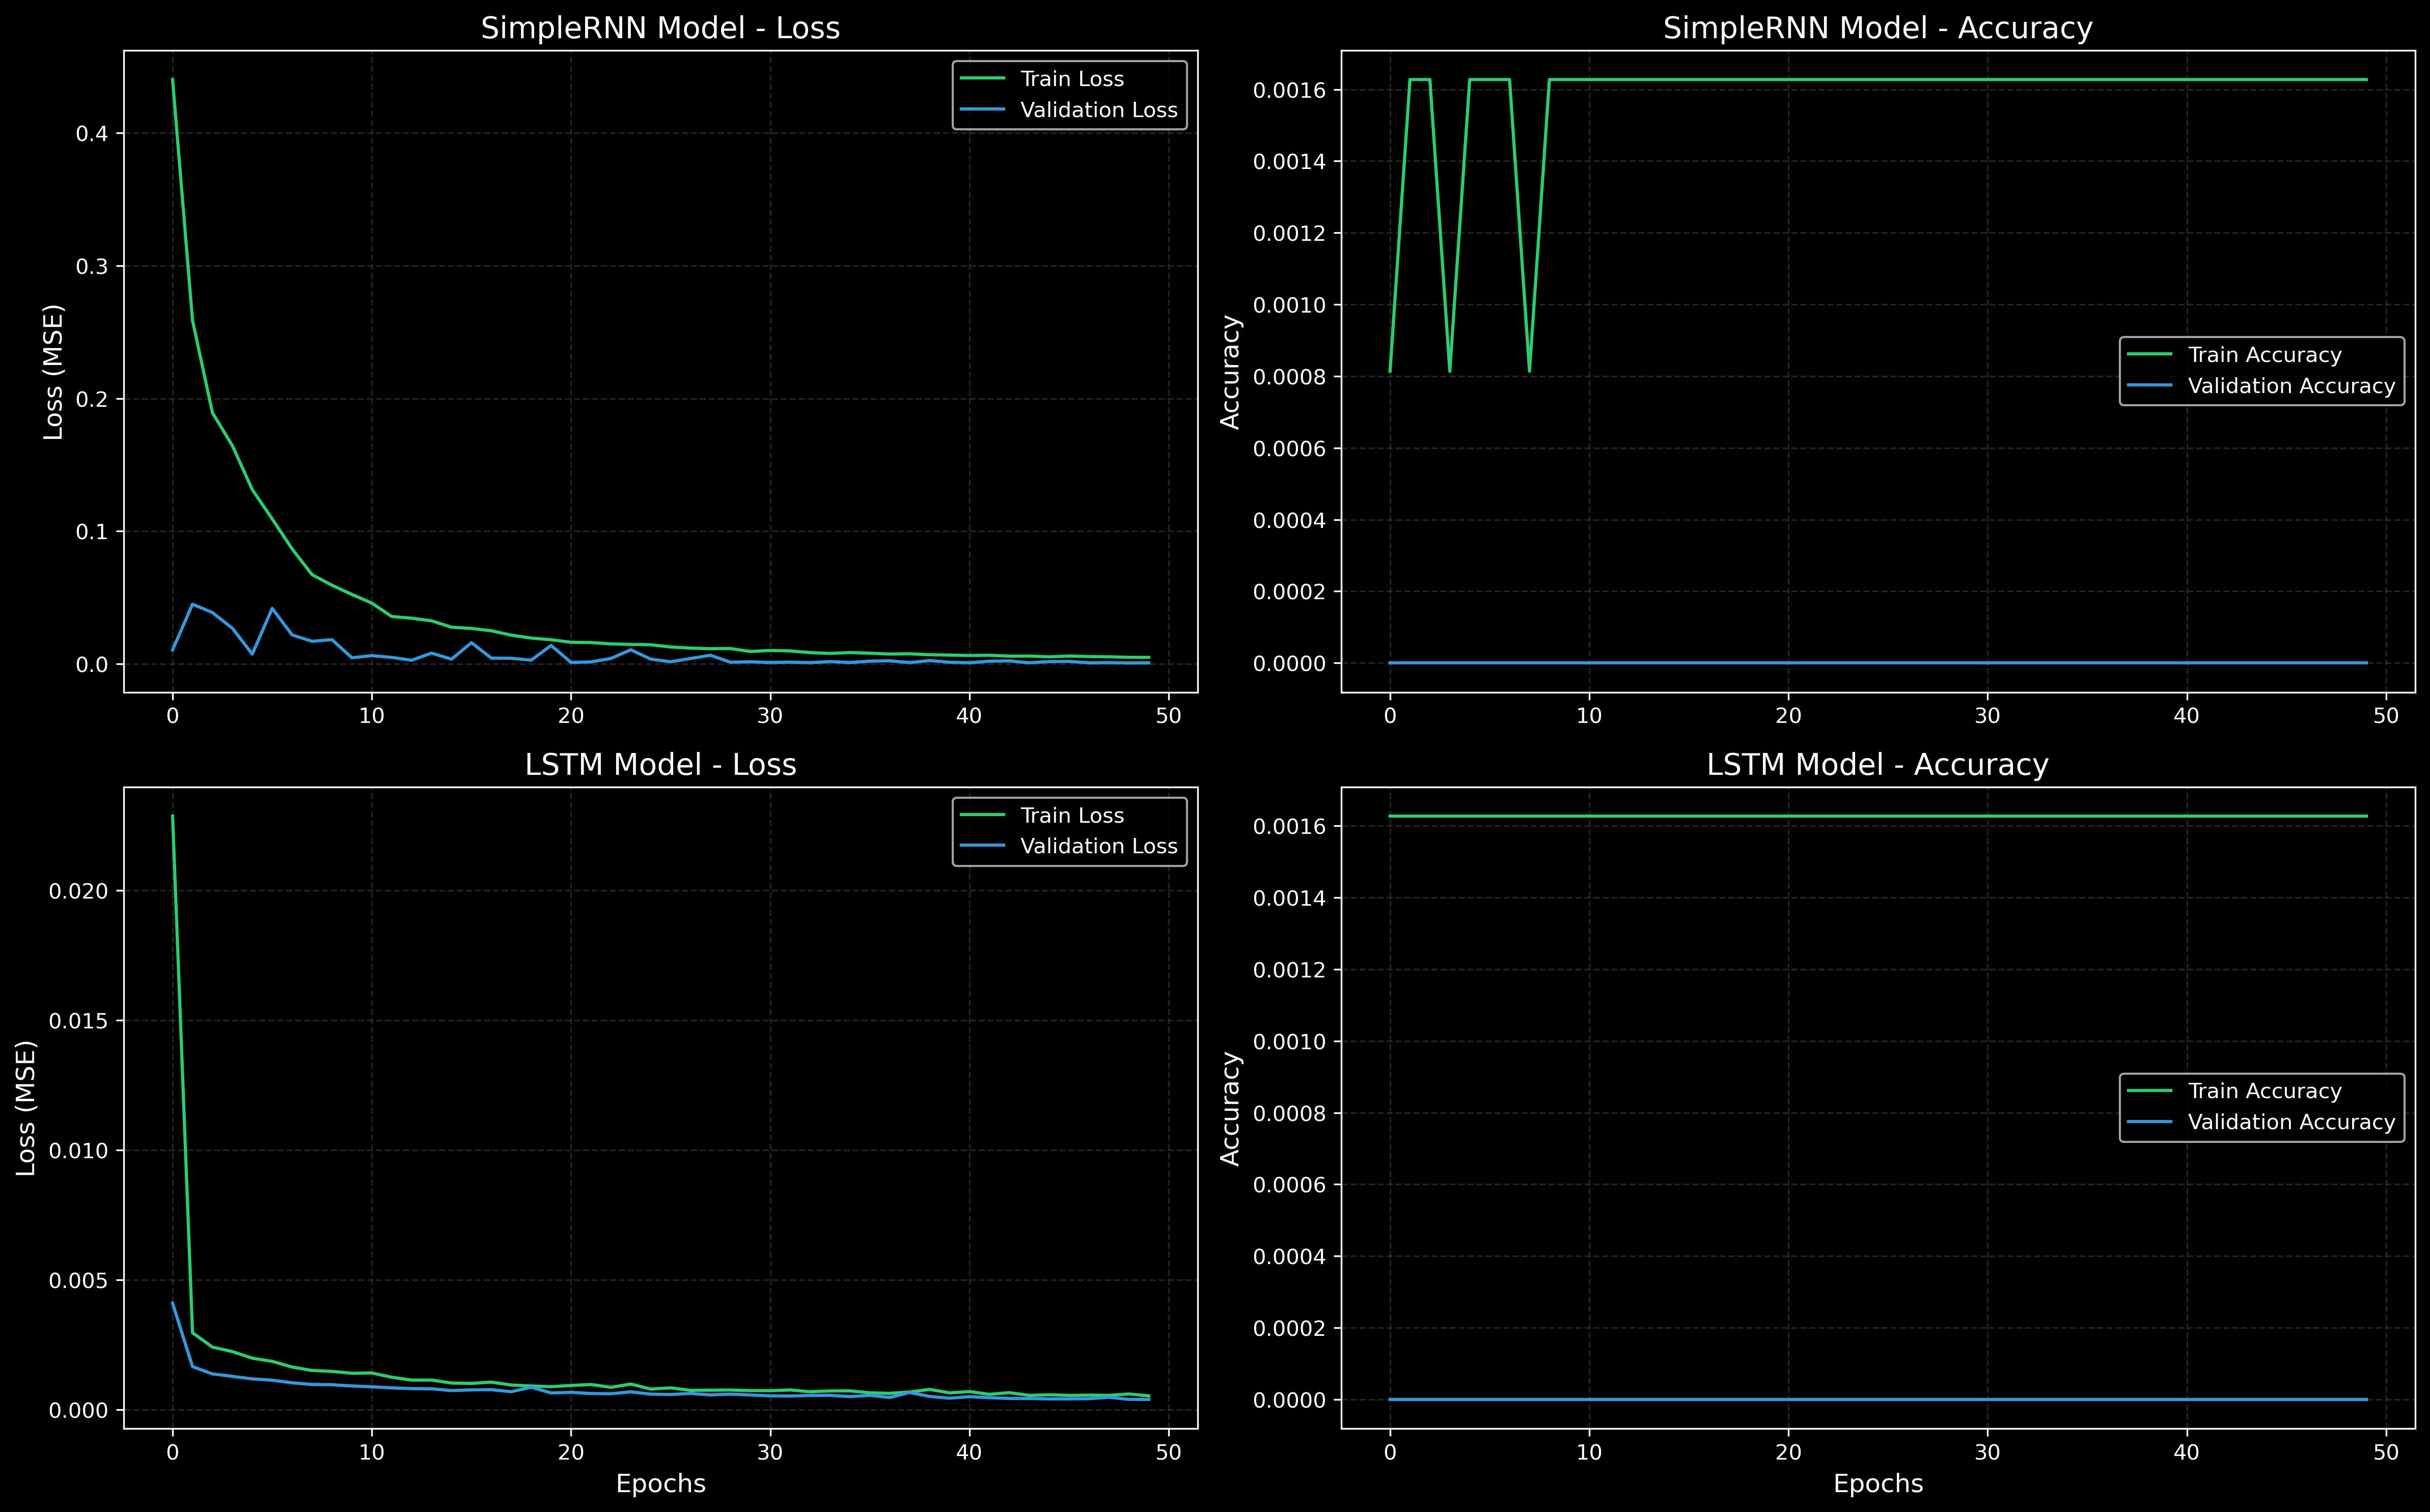 SimpleRNN Model - Loss
Loss (MSE)
0.4
0.3
0.2
0.1
0.0
0 10 20 30 40 50
Train Loss
Validation Loss
SimpleRNN Model - Accuracy
Accuracy
0.0016
0.0014
0.0012
0.0010
0.0008
0.0006
0.0004
0.0002
0.0000
0 10 20 30 40 50
Train Accuracy
Validation Accuracy
LSTM Model - Loss
Loss (MSE)
0.020
0.015
0.010
0.005
0.000
0 10 20 30 40 50
Epochs
Train Loss
Validation Loss
LSTM Model - Accuracy
Accuracy
0.0016
0.0014
0.0012
0.0010
0.0008
0.0006
0.0004
0.0002
0.0000
0 10 20 30 40 50
Epochs
Train Accuracy
Validation Accuracy